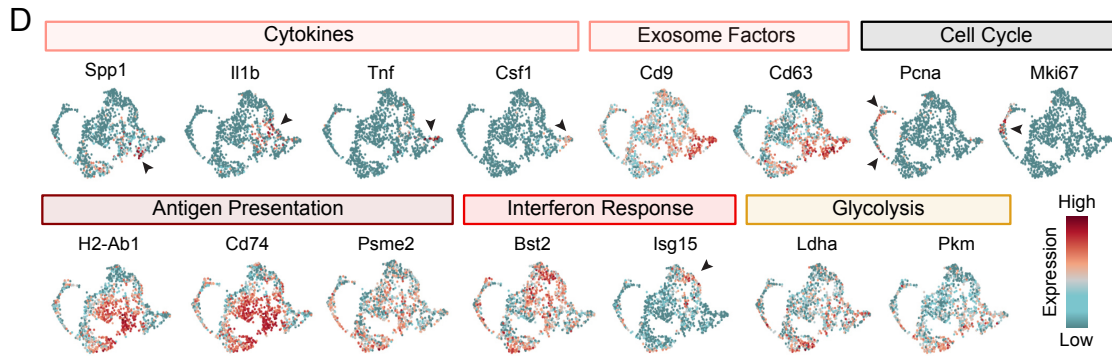 D
Cytokines Exosome Factors Cell Cycle
Spp1 Il1b Tnf Csf1 Cd9 Cd63 Pcna Mki67
Antigen Presentation Interferon Response Glycolysis High
H2-Ab1 Cd74 Psme2 Bst2 Isg15 Ldha Pkm
Expression
Low